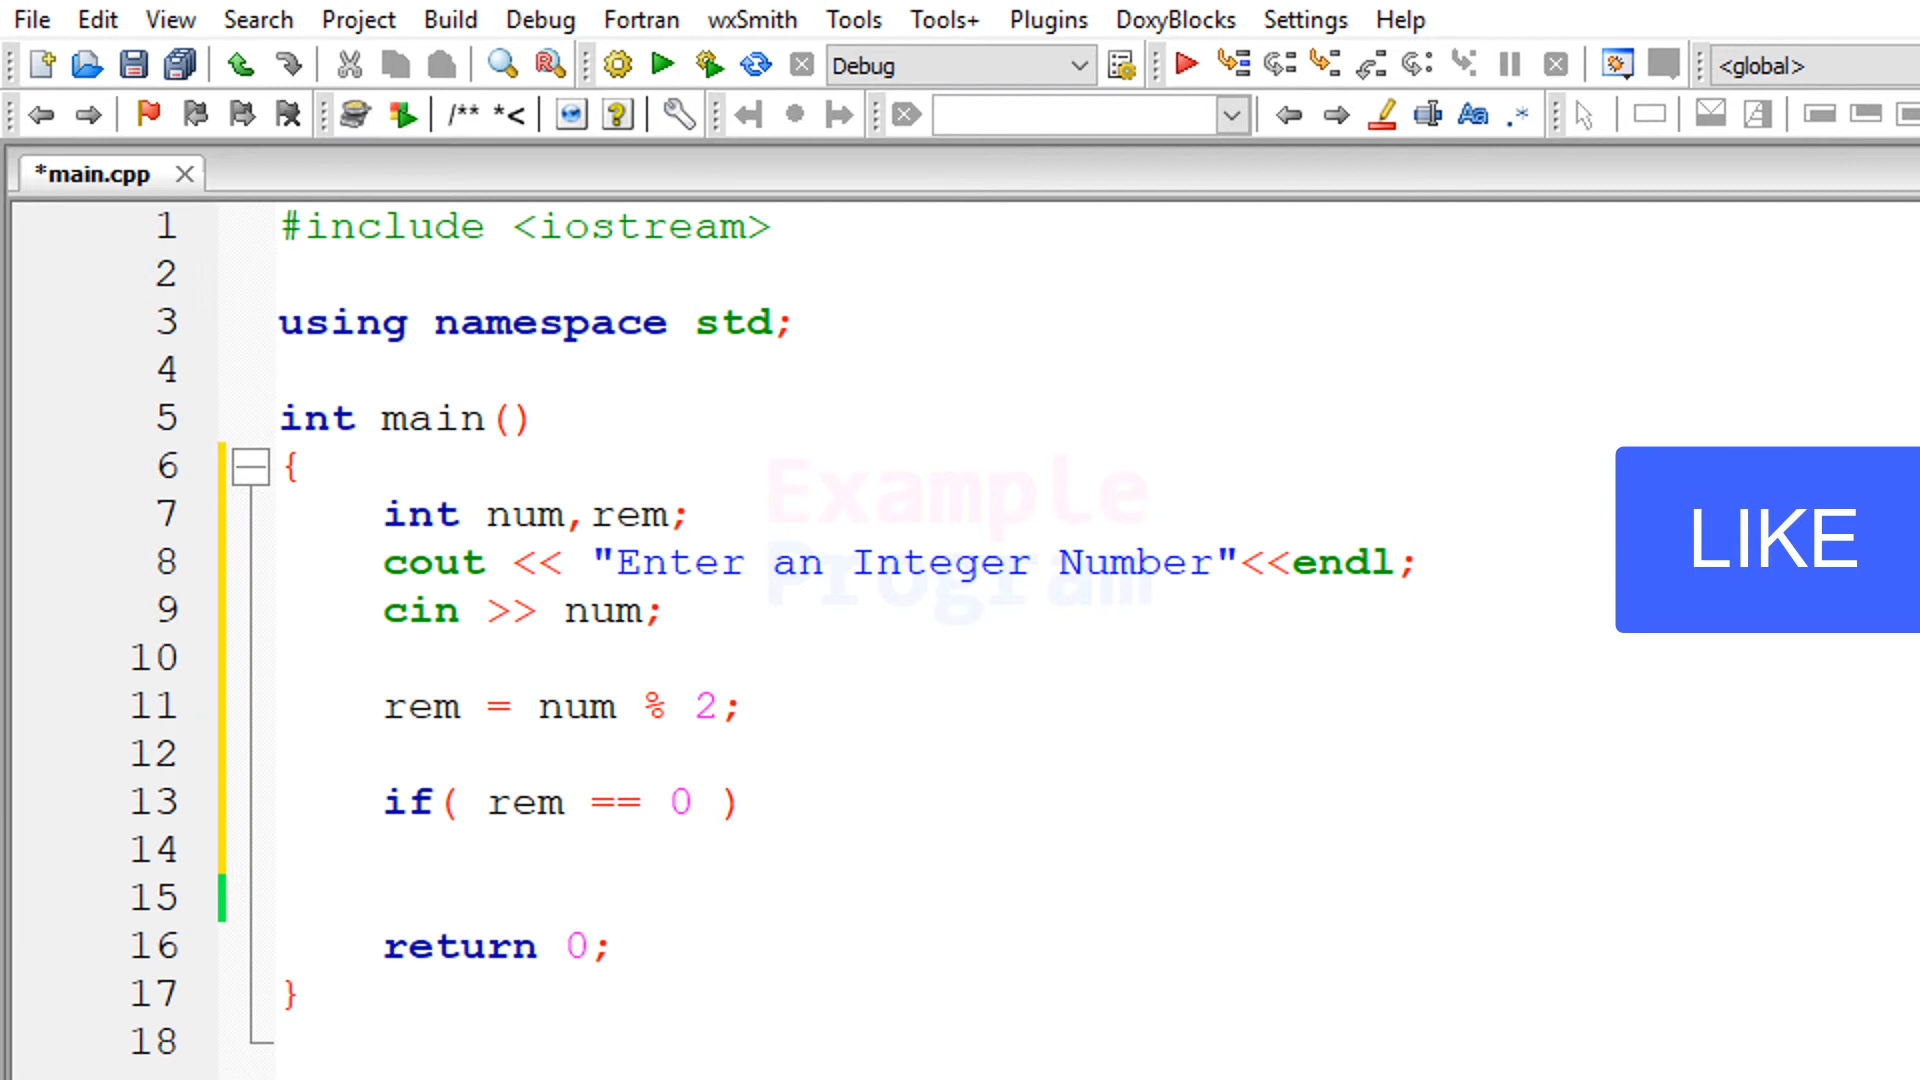 File Edit View Search Project Build Debug Fortran wxSmith Tools Tools+ Plugins DoxyBlocks Settings Help
Debug <global>
/** *<
*main.cpp
1 #include <iostream>
2
3 using namespace std;
4
5 int main()
6 {
7 int num,rem;
8 cout << "Enter an Integer Number"<<endl;
9 cin >> num;
10
11 rem = num % 2;
12
13 if( rem == 0 )
14
15
16 return 0;
17 }
18
Example
Program
LIKE